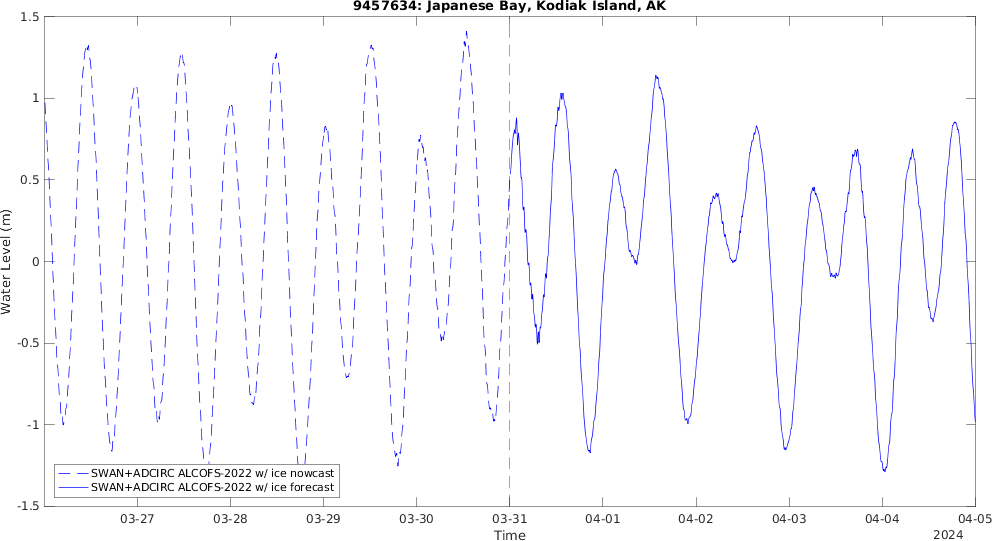 9457634: Japanese Bay, Kodiak Island, AK
1.5
1
0.5
0
-0.5
-1
-1.5
Water Level (m)
SWAN+ADCIRC ALCOFS-2022 w/ ice nowcast
SWAN+ADCIRC ALCOFS-2022 w/ ice forecast
03-27 03-28 03-29 03-30 03-31 04-01 04-02 04-03 04-04 04-05
Time
2024